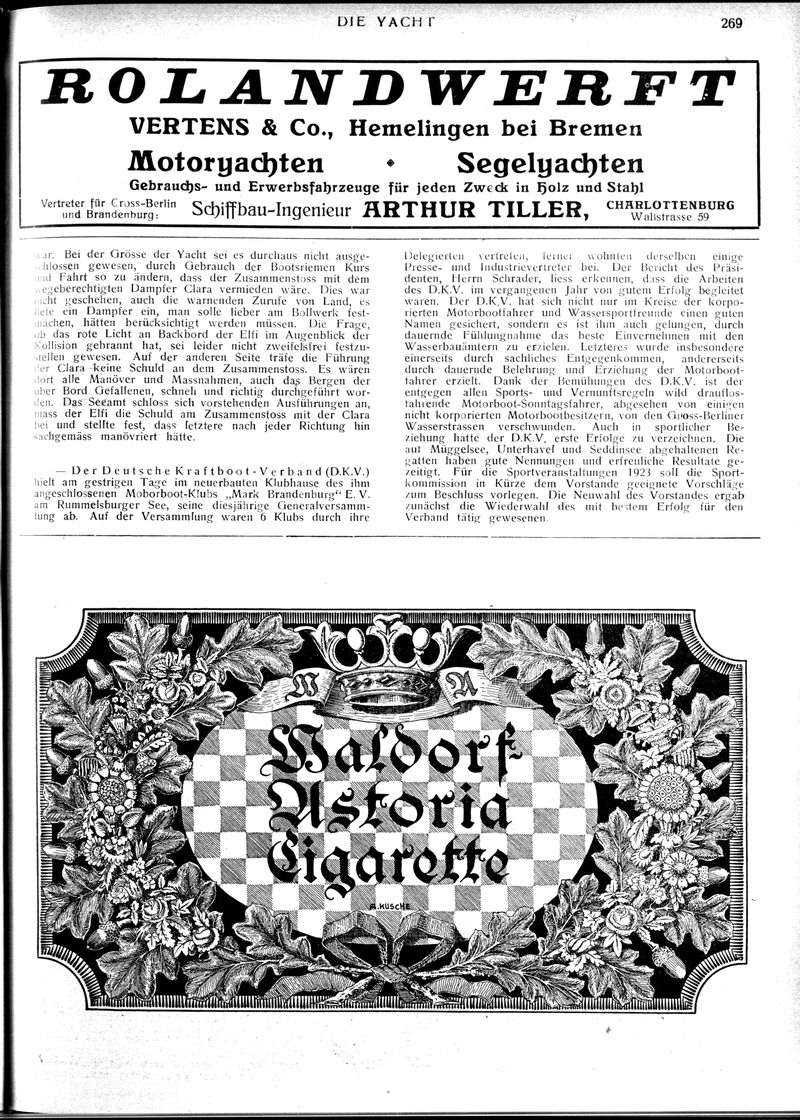 DIE YACHT
269
ROLANDWERFT
VERTENS & Co., Hemelingen bei Bremen
Motoryachten ♦ Segelyachten
Gebrauchs- und Erwerbsfahrzeuge für jeden Zweck in Holz und Stahl
Vertreter für Cross-Berlin
und Brandenburg:
Schiffbau-Ingenieur ARTHUR TILLER,
CHARLOTTENBURG
Wallstrasse 59
war. Bei der Grösse der Yacht sei es durchaus nicht ausge-
schlossen gewesen, durch Gebrauch der Bootsriemen Kurs
und Fahrt so zu ändern, dass der Zusammenstoss mit dem
wegeberechtigten Dampfer Clara vermieden wäre. Dies war
nicht geschehen, auch die warnenden Zurufe von Land, es
liefe ein Dampfer ein, man solle lieber am Bollwerk fest-
machen, hätten berücksichtigt werden müssen. Die Frage,
ob das rote Licht an Backbord der Elfi im Augenblick der
Kollision gebrannt hat, sei leider nicht zweifelsfrei festzu-
stellen gewesen. Auf der anderen Seite träfe die Führung
der Clara keine Schuld an dem Zusammenstoss. Es wären
dort alle Manöver und Massnahmen, auch das Bergen der
über Bord Gefallenen, schnell und richtig durchgeführt wor-
den. Das Seeamt schloss sich vorstehenden Ausführungen an,
mass der Elfi die Schuld am Zusammenstoss mit der Clara
bei und stellte fest, dass letztere nach jeder Richtung hin
sachgemäss manövriert hätte.
— Der Deutsche Kraftboot-Verband (D.K.V.)
hielt am gestrigen Tage im neuerbauten Klubhause des ihm
angeschlossenen Moborboot-Klubs „Mark Brandenburg“ E. V.
am Rummelsburger See, seine diesjährige Generalversamm-
lung ab. Auf der Versammlung waren 6 Klubs durch ihre
Delegierten vertreten, ferner wohnten derselben einige
Presse- und Industrievertreter bei. Der Bericht des Präsi-
denten, Herrn Schrader, liess erkennen, dass die Arbeiten
des D.K.V. im vergangenen Jahr von gutem Erfolg begleitet
waren. Der D.K.V. hat sich nicht nur im Kreise der korpo-
rierten Motorbootfahrer und Wassersportfreunde einen guten
Namen gesichert, sondern es ist ihm auch gelungen, durch
dauernde Fühlungnahme das beste Einvernehmen mit den
Wasserbauämtern zu erzielen. Letzteres wurde insbesondere
einerseits durch sachliches Entgegenkommen, andererseits
durch dauernde Belehrung und Erziehung der Motorboot-
fahrer erzielt. Dank der Bemühungen des D.K.V. ist der
entgegen allen Sports- und Vernunftsregeln wild drauflos-
fahrende Motorboot-Sonntagsfahrer, abgesehen von einigen
nicht korporierten Motorbootbesitzern, von den Gross-Berliner
Wasserstrassen verschwunden. Auch in sportlicher Be-
ziehung hatte der D.K.V. erste Erfolge zu verzeichnen. Die
auf Müggelsee, Unterhavel und Seddinsee abgehaltenen Re-
gatten haben gute Nennungen und erfreuliche Resultate ge-
zeitigt. Für die Sportveranstaltungen 1923 soll die Sport-
kommission in Kürze dem Vorstande geeignete Vorschläge
zum Beschluss vorlegen. Die Neuwahl des Vorstandes ergab
zunächst die Wiederwahl des mit bestem Erfolg für den
Verband tätig gewesenen.
W A
Waldorf-
Astoria
Cigarette
A. KUSCHE